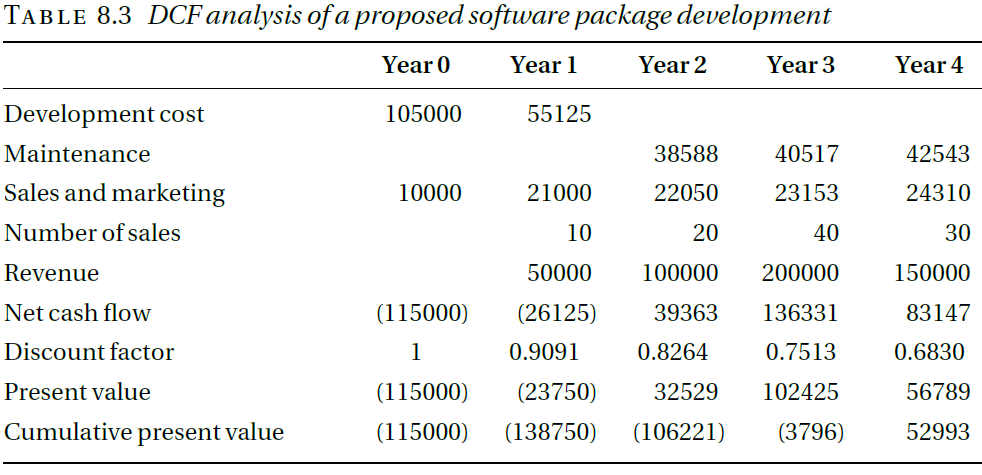 TABLE 8.3 DCF analysis of a proposed software package development
Year 0 Year 1 Year 2 Year 3 Year 4
Development cost 105000 55125
Maintenance 38588 40517 42543
Sales and marketing 10000 21000 22050 23153 24310
Number of sales 10 20 40 30
Revenue 50000 100000 200000 150000
Net cash flow (115000) (26125) 39363 136331 83147
Discount factor 1 0.9091 0.8264 0.7513 0.6830
Present value (115000) (23750) 32529 102425 56789
Cumulative present value (115000) (138750) (106221) (3796) 52993